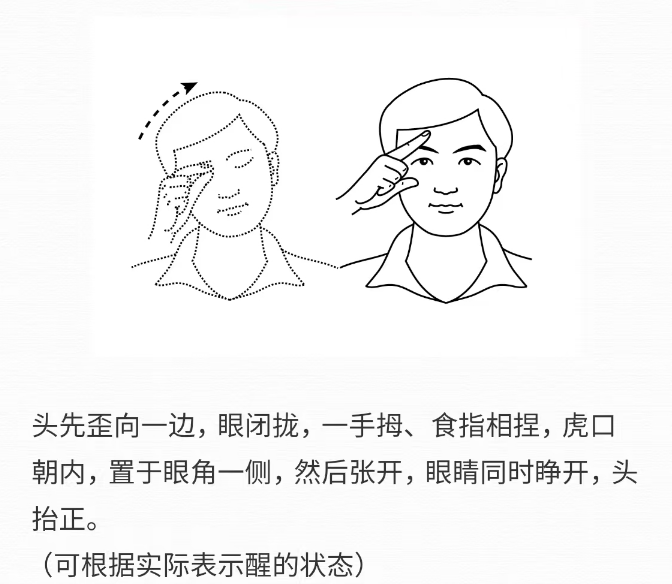 头先歪向一边，眼闭拢，一手拇、食指相捏，虎口
朝内，置于眼角一侧，然后张开，眼睛同时睁开，头
抬正。
（可根据实际表示醒的状态）